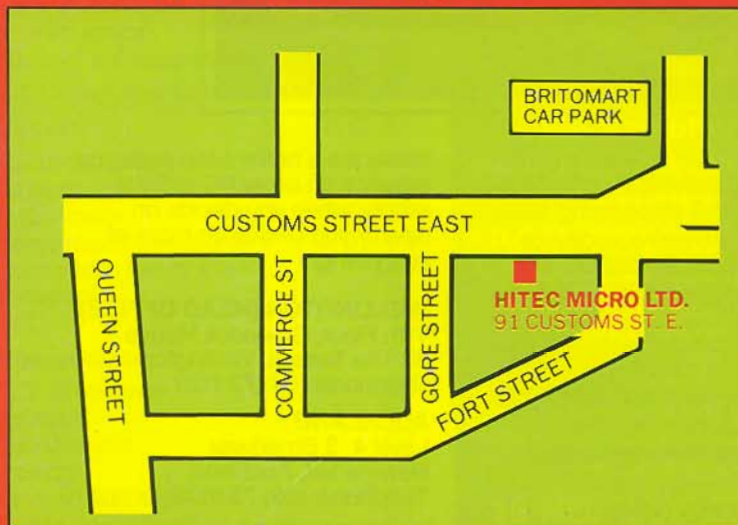 BRITOMART
CAR PARK
CUSTOMS STREET EAST
QUEEN STREET
COMMERCE ST
GORE STREET
HITEC MICRO LTD.
91 CUSTOMS ST. E.
FORT STREET